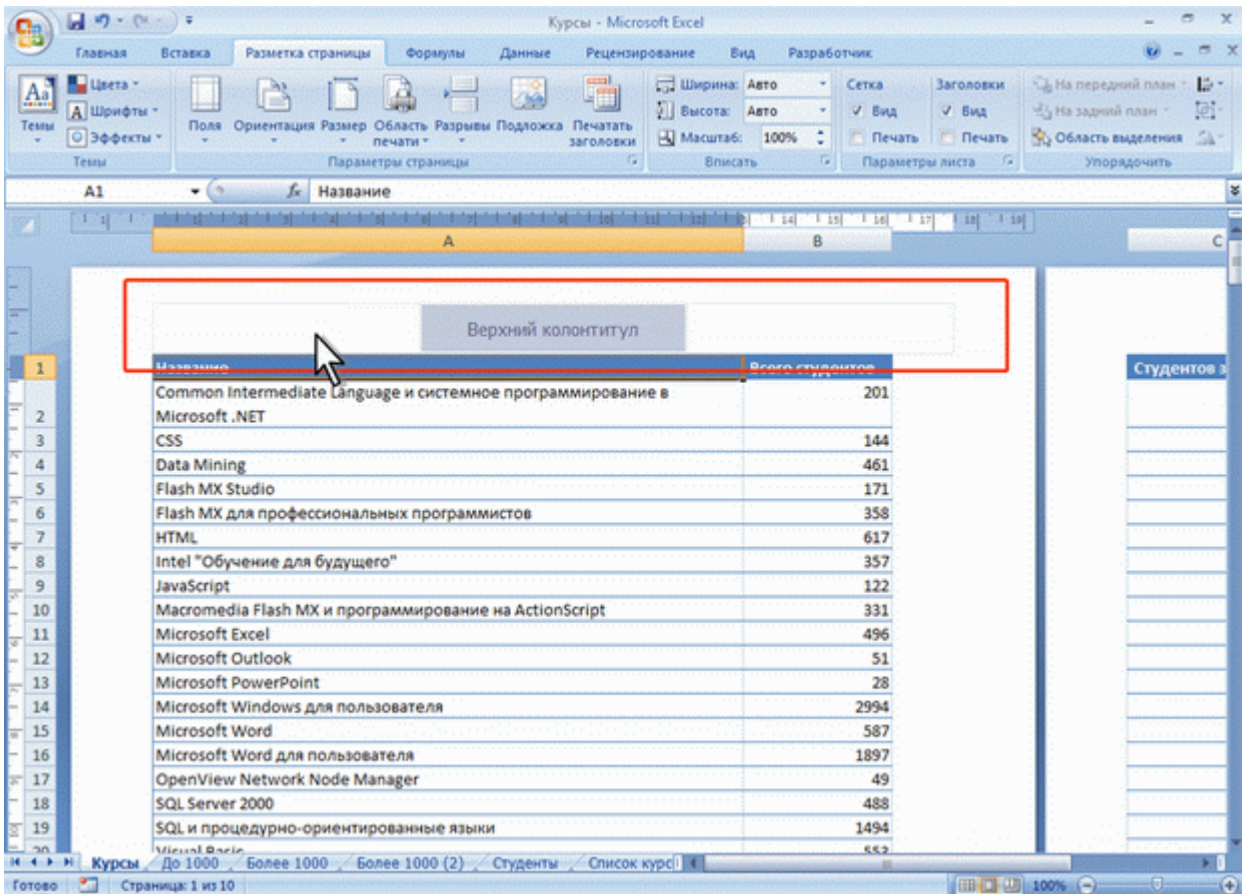 Курсы - Microsoft Excel
Главная Вставка Разметка страницы Формулы Данные Рецензирование Вид Разработчик
Цвета Ширина: Авто Сетка Заголовки На передний план
Шрифты Высота: Авто Вид Вид На задний план
Темы Эффекты Поля Ориентация Размер Область печати Разрывы Подложка Печатать заголовки Масштаб: 100% Печать Печать Область выделения
Темы Параметры страницы Вписать Параметры листа Упорядочить
A1 fx Название
A B C
Верхний колонтитул
1 Название Всего студентов Студентов з
Common Intermediate Language и системное программирование в 201
2 Microsoft .NET
3 CSS 144
4 Data Mining 461
5 Flash MX Studio 171
6 Flash MX для профессиональных программистов 358
7 HTML 617
8 Intel "Обучение для будущего" 357
9 JavaScript 122
10 Macromedia Flash MX и программирование на ActionScript 331
11 Microsoft Excel 496
12 Microsoft Outlook 51
13 Microsoft PowerPoint 28
14 Microsoft Windows для пользователя 2994
15 Microsoft Word 587
16 Microsoft Word для пользователя 1897
17 OpenView Network Node Manager 49
18 SQL Server 2000 488
19 SQL и процедурно-ориентированные языки 1494
20 Visual Basic 553
Курсы До 1000 Более 1000 Более 1000 (2) Студенты Список курс
Готово Страница: 1 из 10 100%